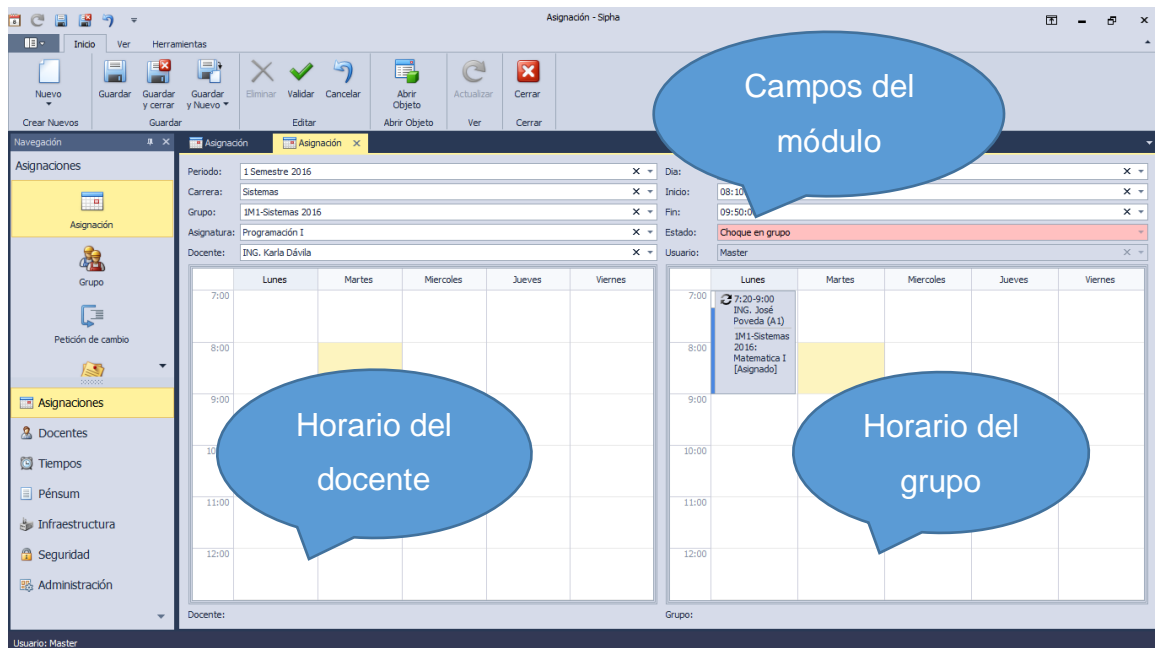 Asignación - Sipha
Inicio Ver Herramientas
Nuevo
Guardar
Guardar y cerrar
Guardar y Nuevo
Eliminar
Validar
Cancelar
Abrir Objeto
Actualizar
Cerrar
Crear Nuevos
Guardar
Editar
Abrir Objeto
Ver
Cerrar
Campos del
módulo
Navegación
Asignación
Asignación
Asignaciones
Asignación
Grupo
Petición de cambio
Asignaciones
Docentes
Tiempos
Pénsum
Infraestructura
Seguridad
Administración
Periodo: 1 Semestre 2016
Carrera: Sistemas
Grupo: 1M1-Sistemas 2016
Asignatura: Programación I
Docente: ING. Karla Dávila
Dia:
Inicio: 08:10
Fin: 09:50:0
Estado: Choque en grupo
Usuario: Master
Lunes Martes Miercoles Jueves Viernes
7:00
8:00
9:00
10
11:00
12:00
Horario del
docente
Docente:
Lunes Martes Miercoles Jueves Viernes
7:00
8:00
9:00
10:00
11:00
12:00
7:20-9:00
ING. José
Poveda (A1)
1M1-Sistemas
2016:
Matematica I
[Asignado]
Horario del
grupo
Grupo:
Usuario: Master